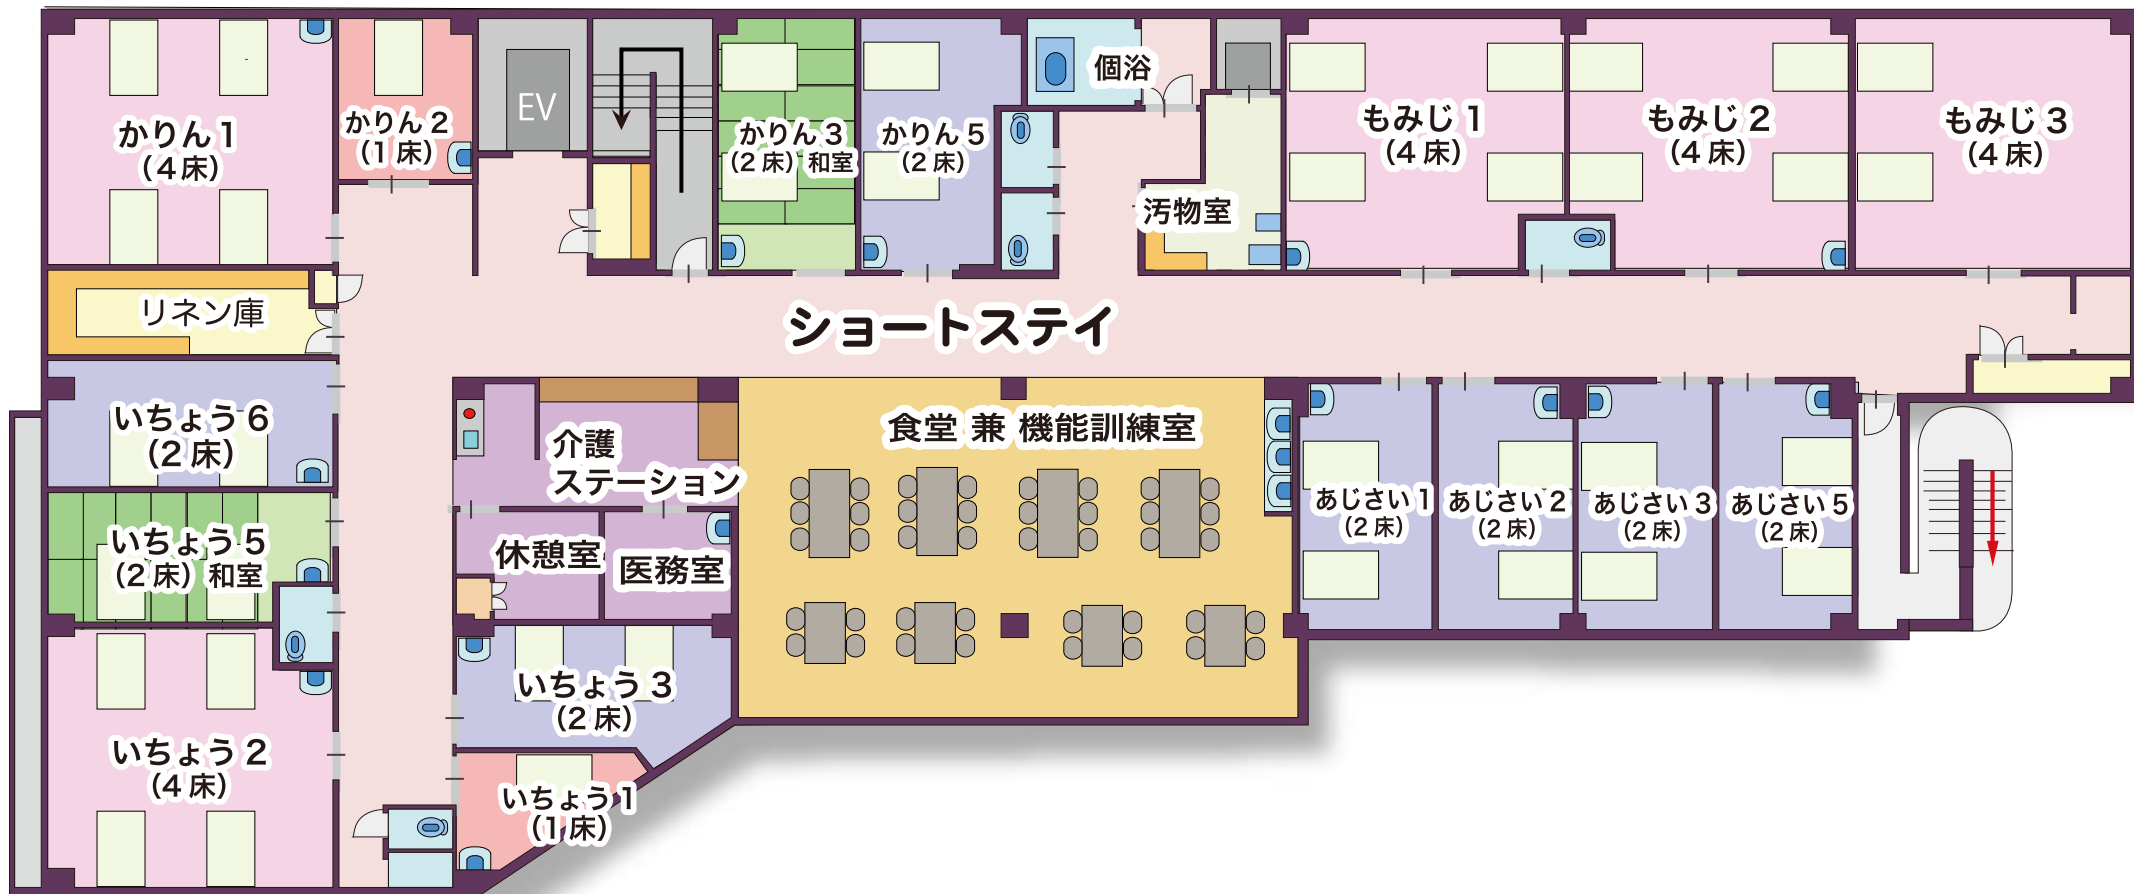 かりん1
（4床）
かりん2
（1床）
EV
かりん3
（2床）和室
かりん5
（2床）
個浴
汚物室
もみじ1
（4床）
もみじ2
（4床）
もみじ3
（4床）
リネン庫
ショートステイ
いちょう6
（2床）
介護
ステーション
食堂 兼 機能訓練室
あじさい1
（2床）
あじさい2
（2床）
あじさい3
（2床）
あじさい5
（2床）
いちょう5
（2床）和室
休憩室
医務室
いちょう3
（2床）
いちょう2
（4床）
いちょう1
（1床）